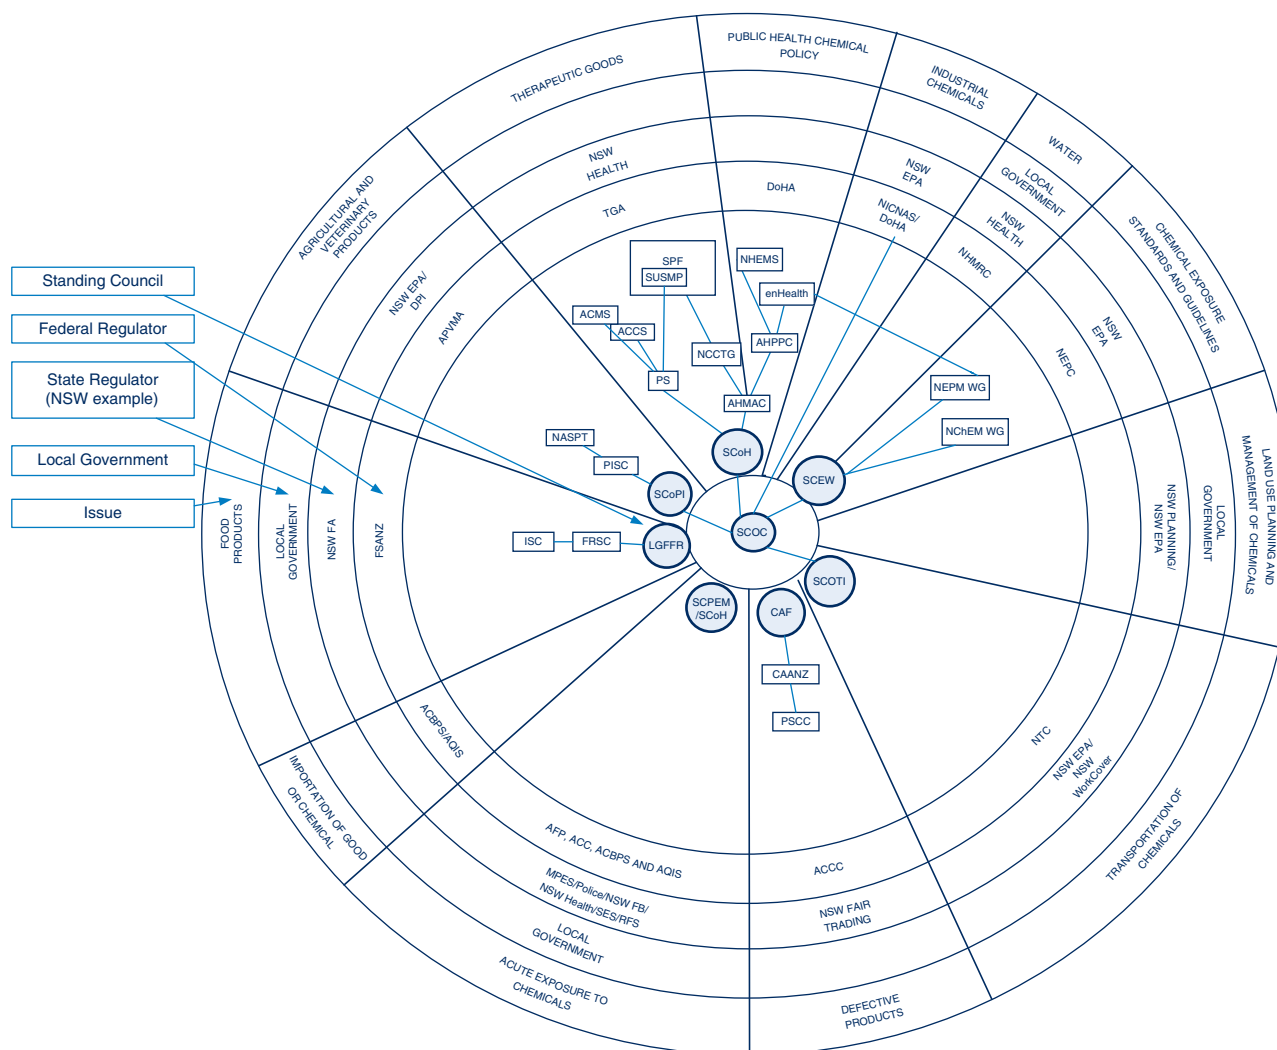 Standing Council
Federal Regulator
State Regulator
(NSW example)
Local Government
Issue
THERAPEUTIC GOODS
PUBLIC HEALTH CHEMICAL
POLICY
INDUSTRIAL
CHEMICALS
WATER
CHEMICAL EXPOSURE
STANDARDS AND GUIDELINES
LAND USE PLANNING AND
MANAGEMENT OF CHEMICALS
TRANSPORTATION OF
CHEMICALS
DEFECTIVE
PRODUCTS
ACUTE EXPOSURE TO
CHEMICALS
IMPORTATION OF GOOD
OR CHEMICAL
FOOD
PRODUCTS
AGRICULTURAL AND
VETERINARY
PRODUCTS
LOCAL
GOVERNMENT
LOCAL
GOVERNMENT
LOCAL
GOVERNMENT
LOCAL
GOVERNMENT
NSW
HEALTH
NSW
EPA
NSW
HEALTH
NSW
EPA
NSW PLANNING/
NSW EPA
NSW EPA/
NSW
WorkCover
NSW FAIR
TRADING
MPES/Police/NSW FB/
NSW Health/SES/RFS
NSW FA
NSW EPA/
DPI
TGA
DoHA
NICNAS/
DoHA
NHMRC
NEPC
NTC
ACCC
AFP, ACC, ACBPS AND AQIS
ACBPS/AQIS
FSANZ
APVMA
SPF
SUSMP
NHEMS
enHealth
ACMS
ACCS
AHPPC
NCCTG
PS
AHMAC
NEPM WG
NChEM WG
NASPT
PISC
ISC
FRSC
SCoH
SCEW
SCoPI
SCOC
LGFFR
SCOTI
SCPEM
/SCoH
CAF
CAANZ
PSCC